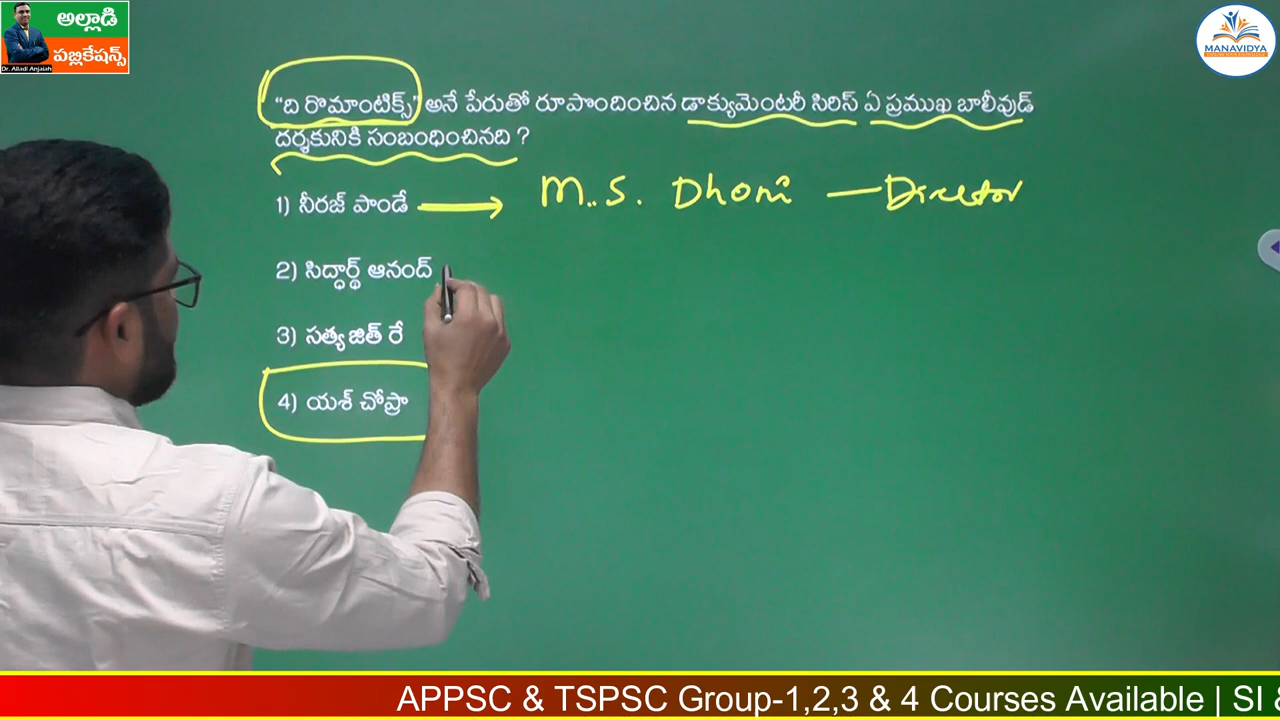 అల్లాడి
పబ్లికేషన్స్
Dr. Alladi Anjaiah
MANAVIDYA
"ది రొమాంటిక్స్" అనే పేరుతో రూపొందించిన డాక్యుమెంటరీ సిరిస్ ఏ ప్రముఖ బాలీవుడ్
దర్శకునికి సంబంధించినది ?
1) నీరజ్ పాండే
M.S. Dhoni — Director
2) సిద్ధార్థ్ ఆనంద్
3) సత్యజిత్ రే
4) యశ్ చోప్రా
APPSC & TSPSC Group-1,2,3 & 4 Courses Available | SI &